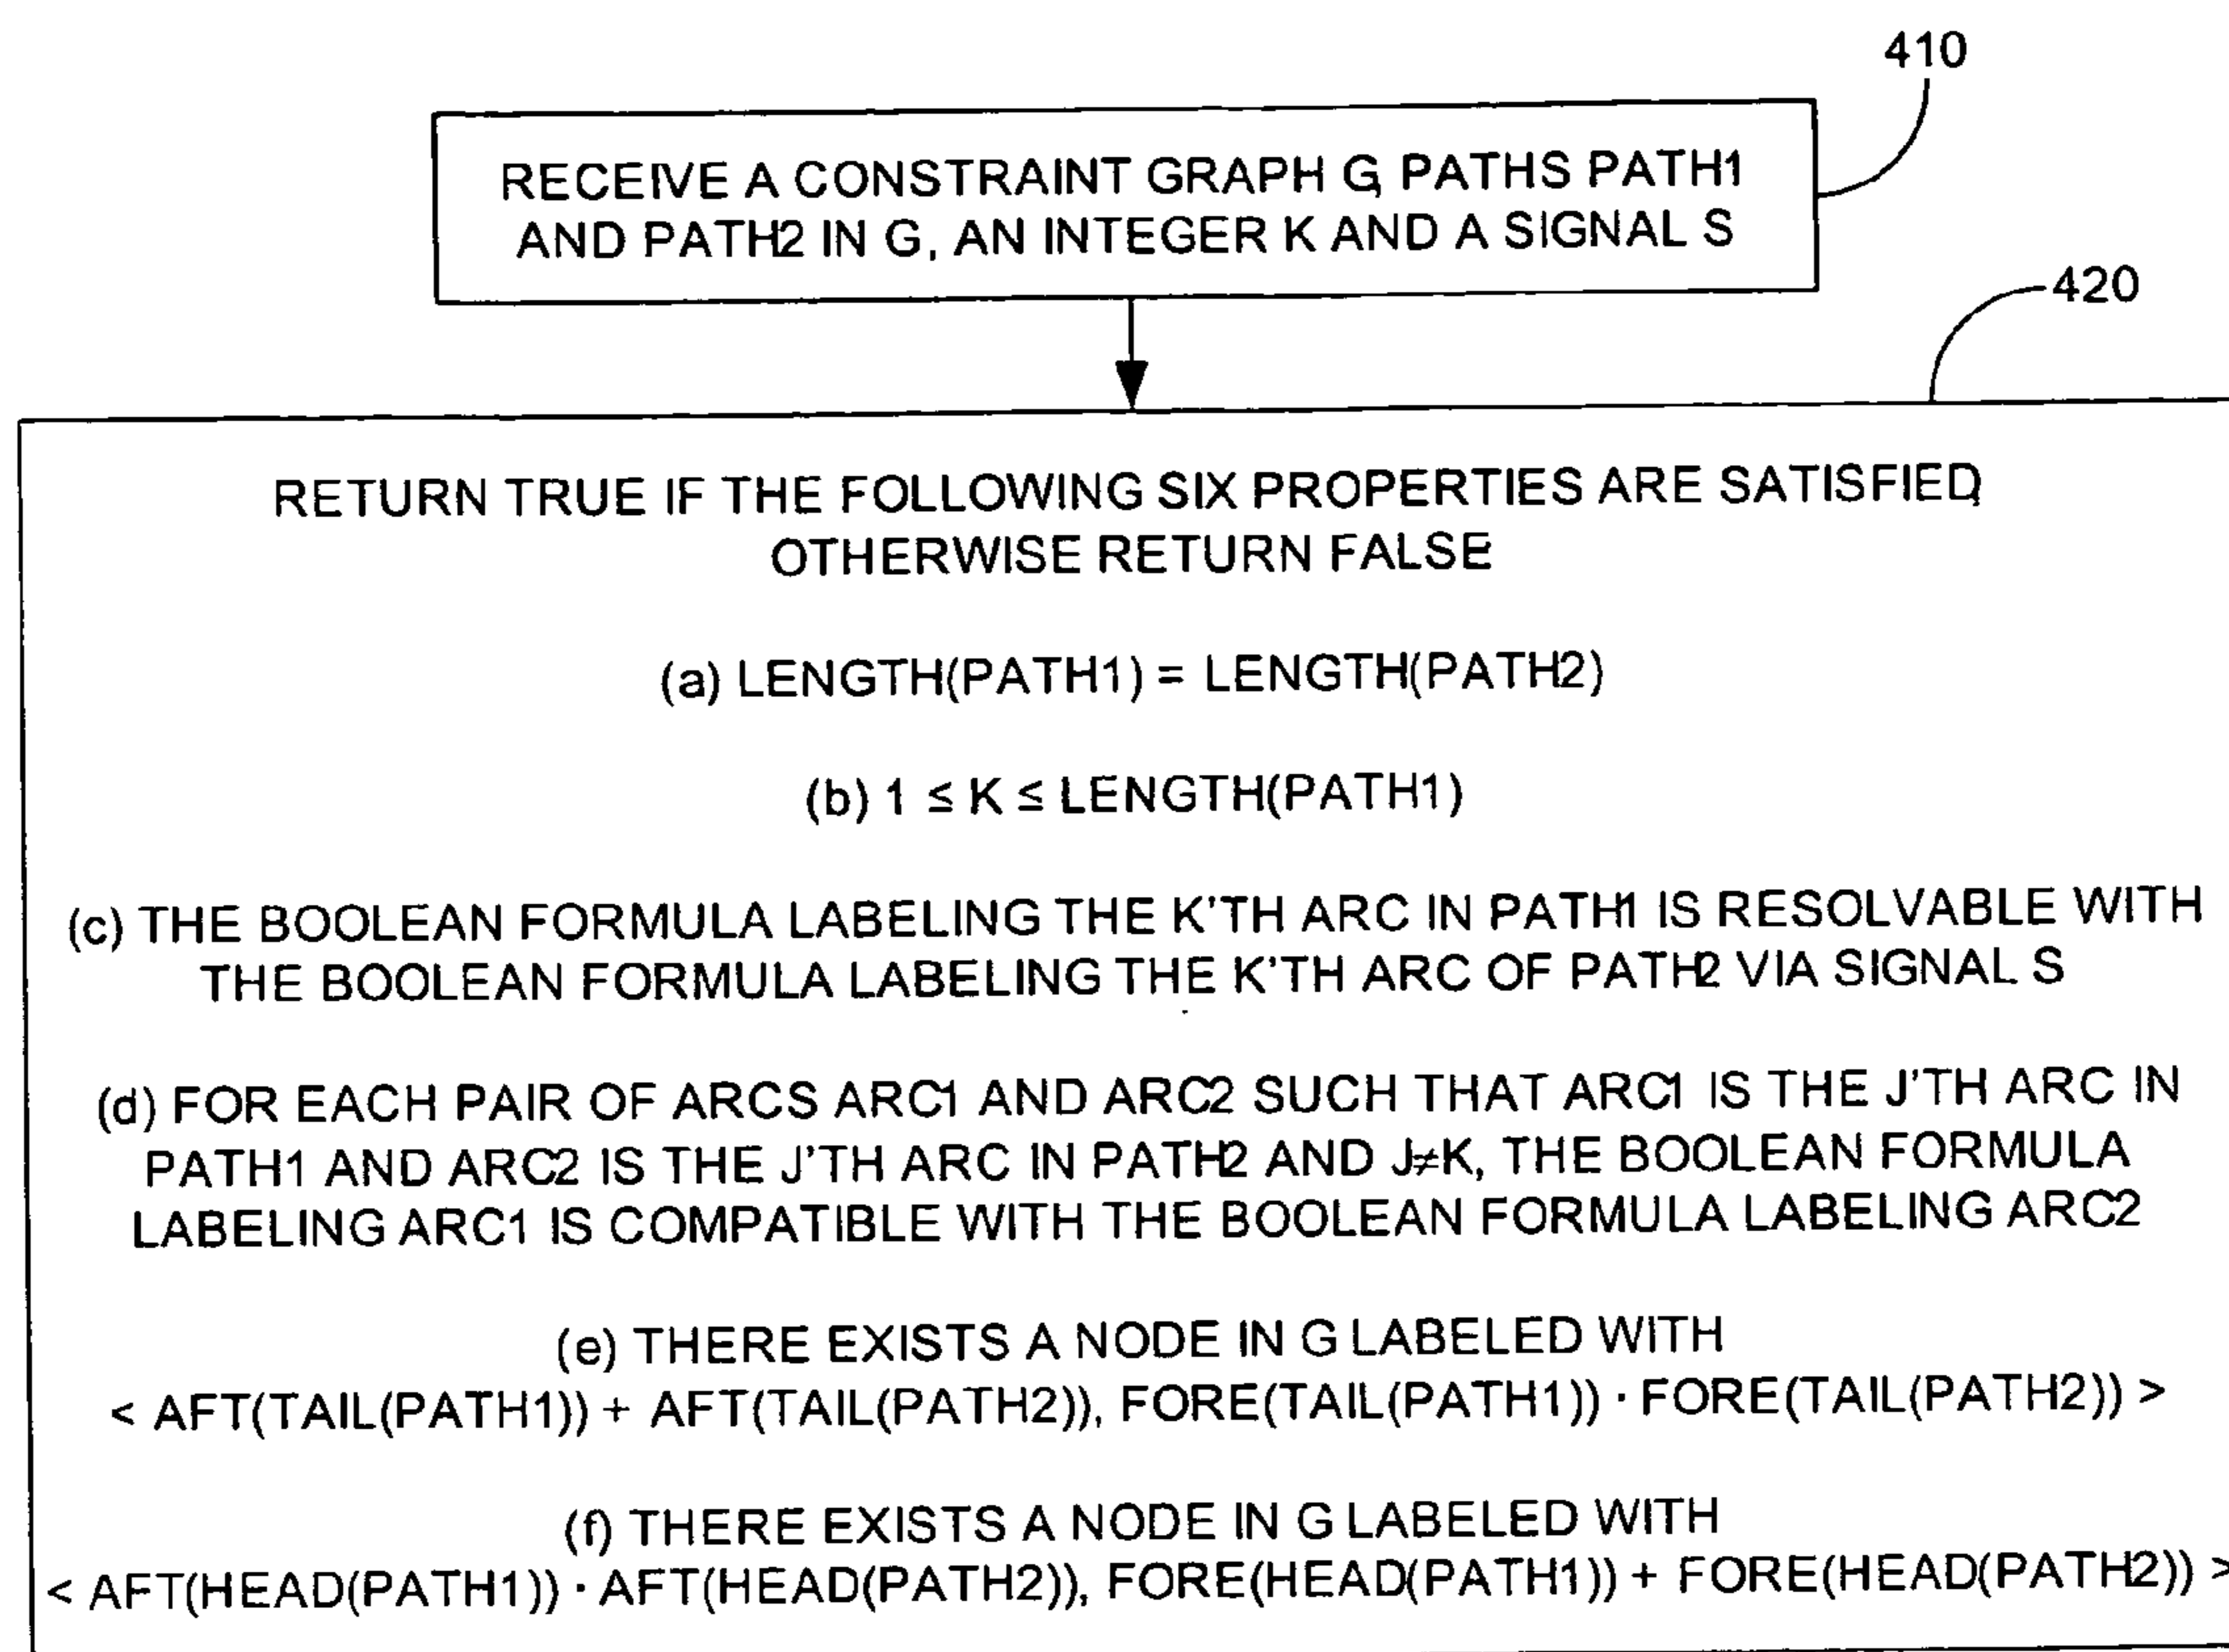 410
RECEIVE A CONSTRAINT GRAPH G, PATHS PATH1
AND PATH2 IN G, AN INTEGER K AND A SIGNAL S
420
RETURN TRUE IF THE FOLLOWING SIX PROPERTIES ARE SATISFIED,
OTHERWISE RETURN FALSE
(a) LENGTH(PATH1) = LENGTH(PATH2)
(b) 1 ≤ K ≤ LENGTH(PATH1)
(c) THE BOOLEAN FORMULA LABELING THE K'TH ARC IN PATH1 IS RESOLVABLE WITH
THE BOOLEAN FORMULA LABELING THE K'TH ARC OF PATH2 VIA SIGNAL S
(d) FOR EACH PAIR OF ARCS ARC1 AND ARC2 SUCH THAT ARC1 IS THE J'TH ARC IN
PATH1 AND ARC2 IS THE J'TH ARC IN PATH2 AND J≠K, THE BOOLEAN FORMULA
LABELING ARC1 IS COMPATIBLE WITH THE BOOLEAN FORMULA LABELING ARC2
(e) THERE EXISTS A NODE IN G LABELED WITH
< AFT(TAIL(PATH1)) + AFT(TAIL(PATH2)), FORE(TAIL(PATH1)) · FORE(TAIL(PATH2)) >
(f) THERE EXISTS A NODE IN G LABELED WITH
< AFT(HEAD(PATH1)) · AFT(HEAD(PATH2)), FORE(HEAD(PATH1)) + FORE(HEAD(PATH2)) >